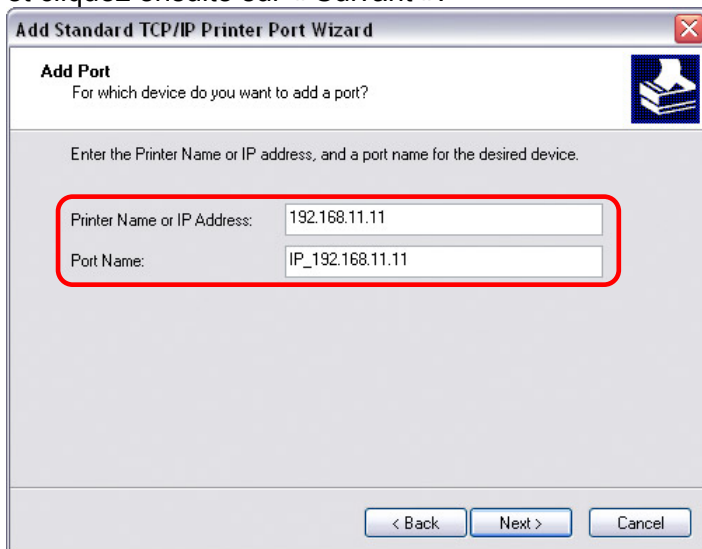 et cliquez ensuite sur
Add Standard TCP/IP Printer Port Wizard
Add Port
For which device do you want to add a port?
Enter the Printer Name or IP address, and a port name for the desired device.
Printer Name or IP Address: 192.168.11.11
Port Name: IP_192.168.11.11
< Back Next > Cancel